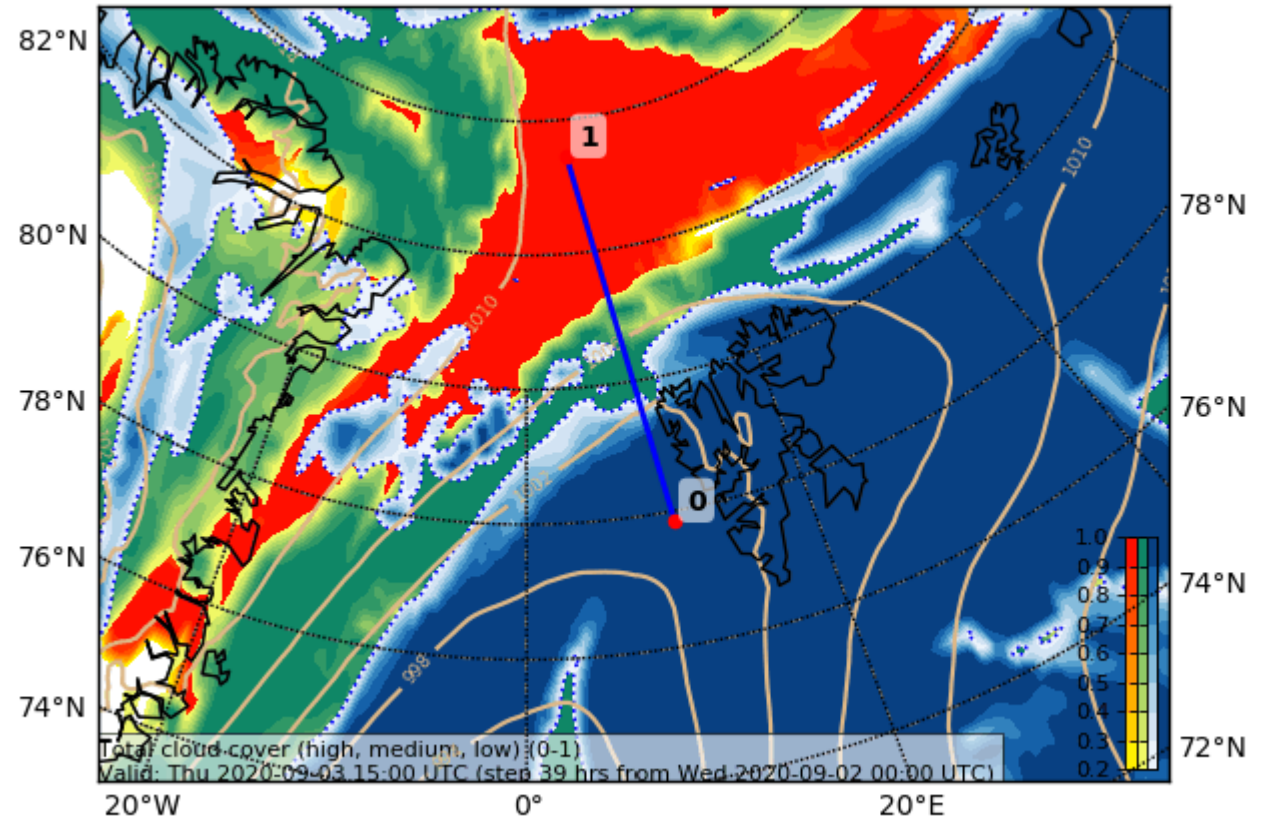 82°N
80°N
78°N
76°N
74°N
78°N
76°N
74°N
72°N
20°W
0°
20°E
1
0
1010
1010
998
1.0
0.9
0.8
0.7
0.6
0.5
0.4
0.3
0.2
Total cloud cover (high, medium, low) (0-1)
Valid: Thu 2020-09-03 15:00 UTC (step 39 hrs from Wed 2020-09-02 00:00 UTC)